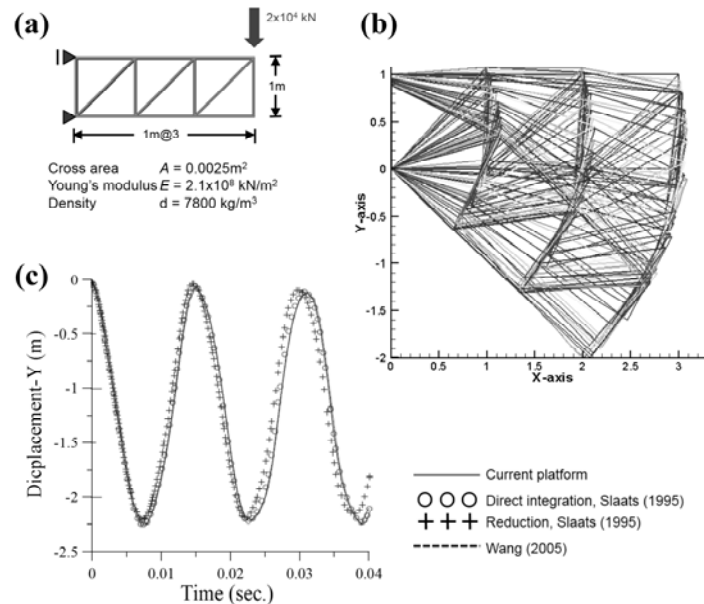 (a)
2x10⁴ kN
1m
1m@3
Cross area A = 0.0025m²
Young's modulus E = 2.1x10⁸ kN/m²
Density d = 7800 kg/m³
(b)
1
0.5
0
-0.5
-1
-1.5
-2
Y-axis
0 0.5 1 1.5 2 2.5 3
X-axis
(c)
0
-0.5
-1
-1.5
-2
-2.5
Dicplacement-Y (m)
0 0.01 0.02 0.03 0.04
Time (sec.)
Current platform
Direct integration, Slaats (1995)
Reduction, Slaats (1995)
Wang (2005)